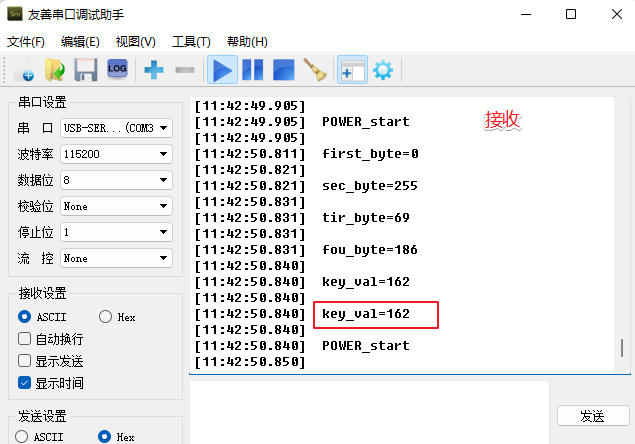 友善串口调试助手
文件(F) 编辑(E) 视图(V) 工具(T) 帮助(H)
LOG
串口设置
串 口 USB-SER...(COM3
波特率 115200
数据位 8
校验位 None
停止位 1
流 控 None
接收设置
ASCII Hex
自动换行
显示发送
显示时间
发送设置
ASCII Hex
[11:42:49.905]
[11:42:49.905] POWER_start
[11:42:49.905]
[11:42:50.811] first_byte=0
[11:42:50.821]
[11:42:50.821] sec_byte=255
[11:42:50.831]
[11:42:50.831] tir_byte=69
[11:42:50.831]
[11:42:50.831] fou_byte=186
[11:42:50.840]
[11:42:50.840] key_val=162
[11:42:50.840]
[11:42:50.840] key_val=162
[11:42:50.840]
[11:42:50.840] POWER_start
[11:42:50.850]
接收
发送